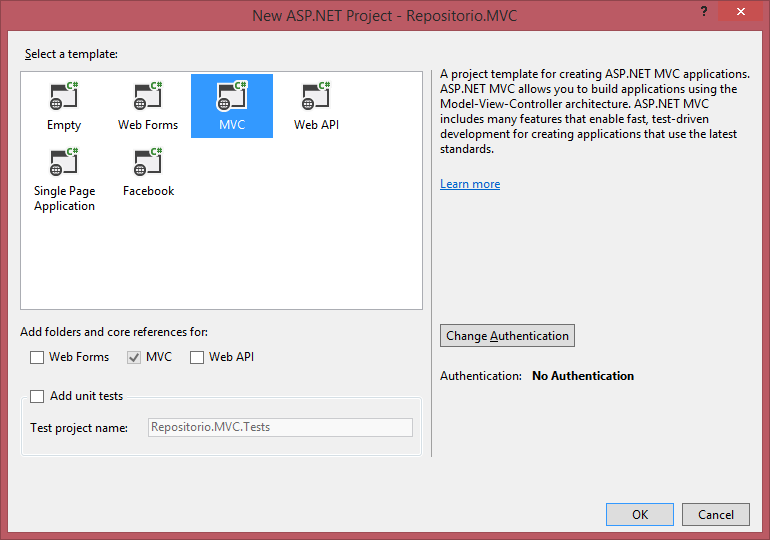 New ASP.NET Project - Repositorio.MVC
?
Select a template:
C# C# C# C#
Empty Web Forms MVC Web API
C# C#
Single Page
Application
Facebook
A project template for creating ASP.NET MVC applications.
ASP.NET MVC allows you to build applications using the
Model-View-Controller architecture. ASP.NET MVC
includes many features that enable fast, test-driven
development for creating applications that use the latest
standards.
Learn more
Add folders and core references for:
Web Forms MVC Web API
Add unit tests
Test project name: Repositorio.MVC.Tests
Change Authentication
Authentication: No Authentication
OK Cancel